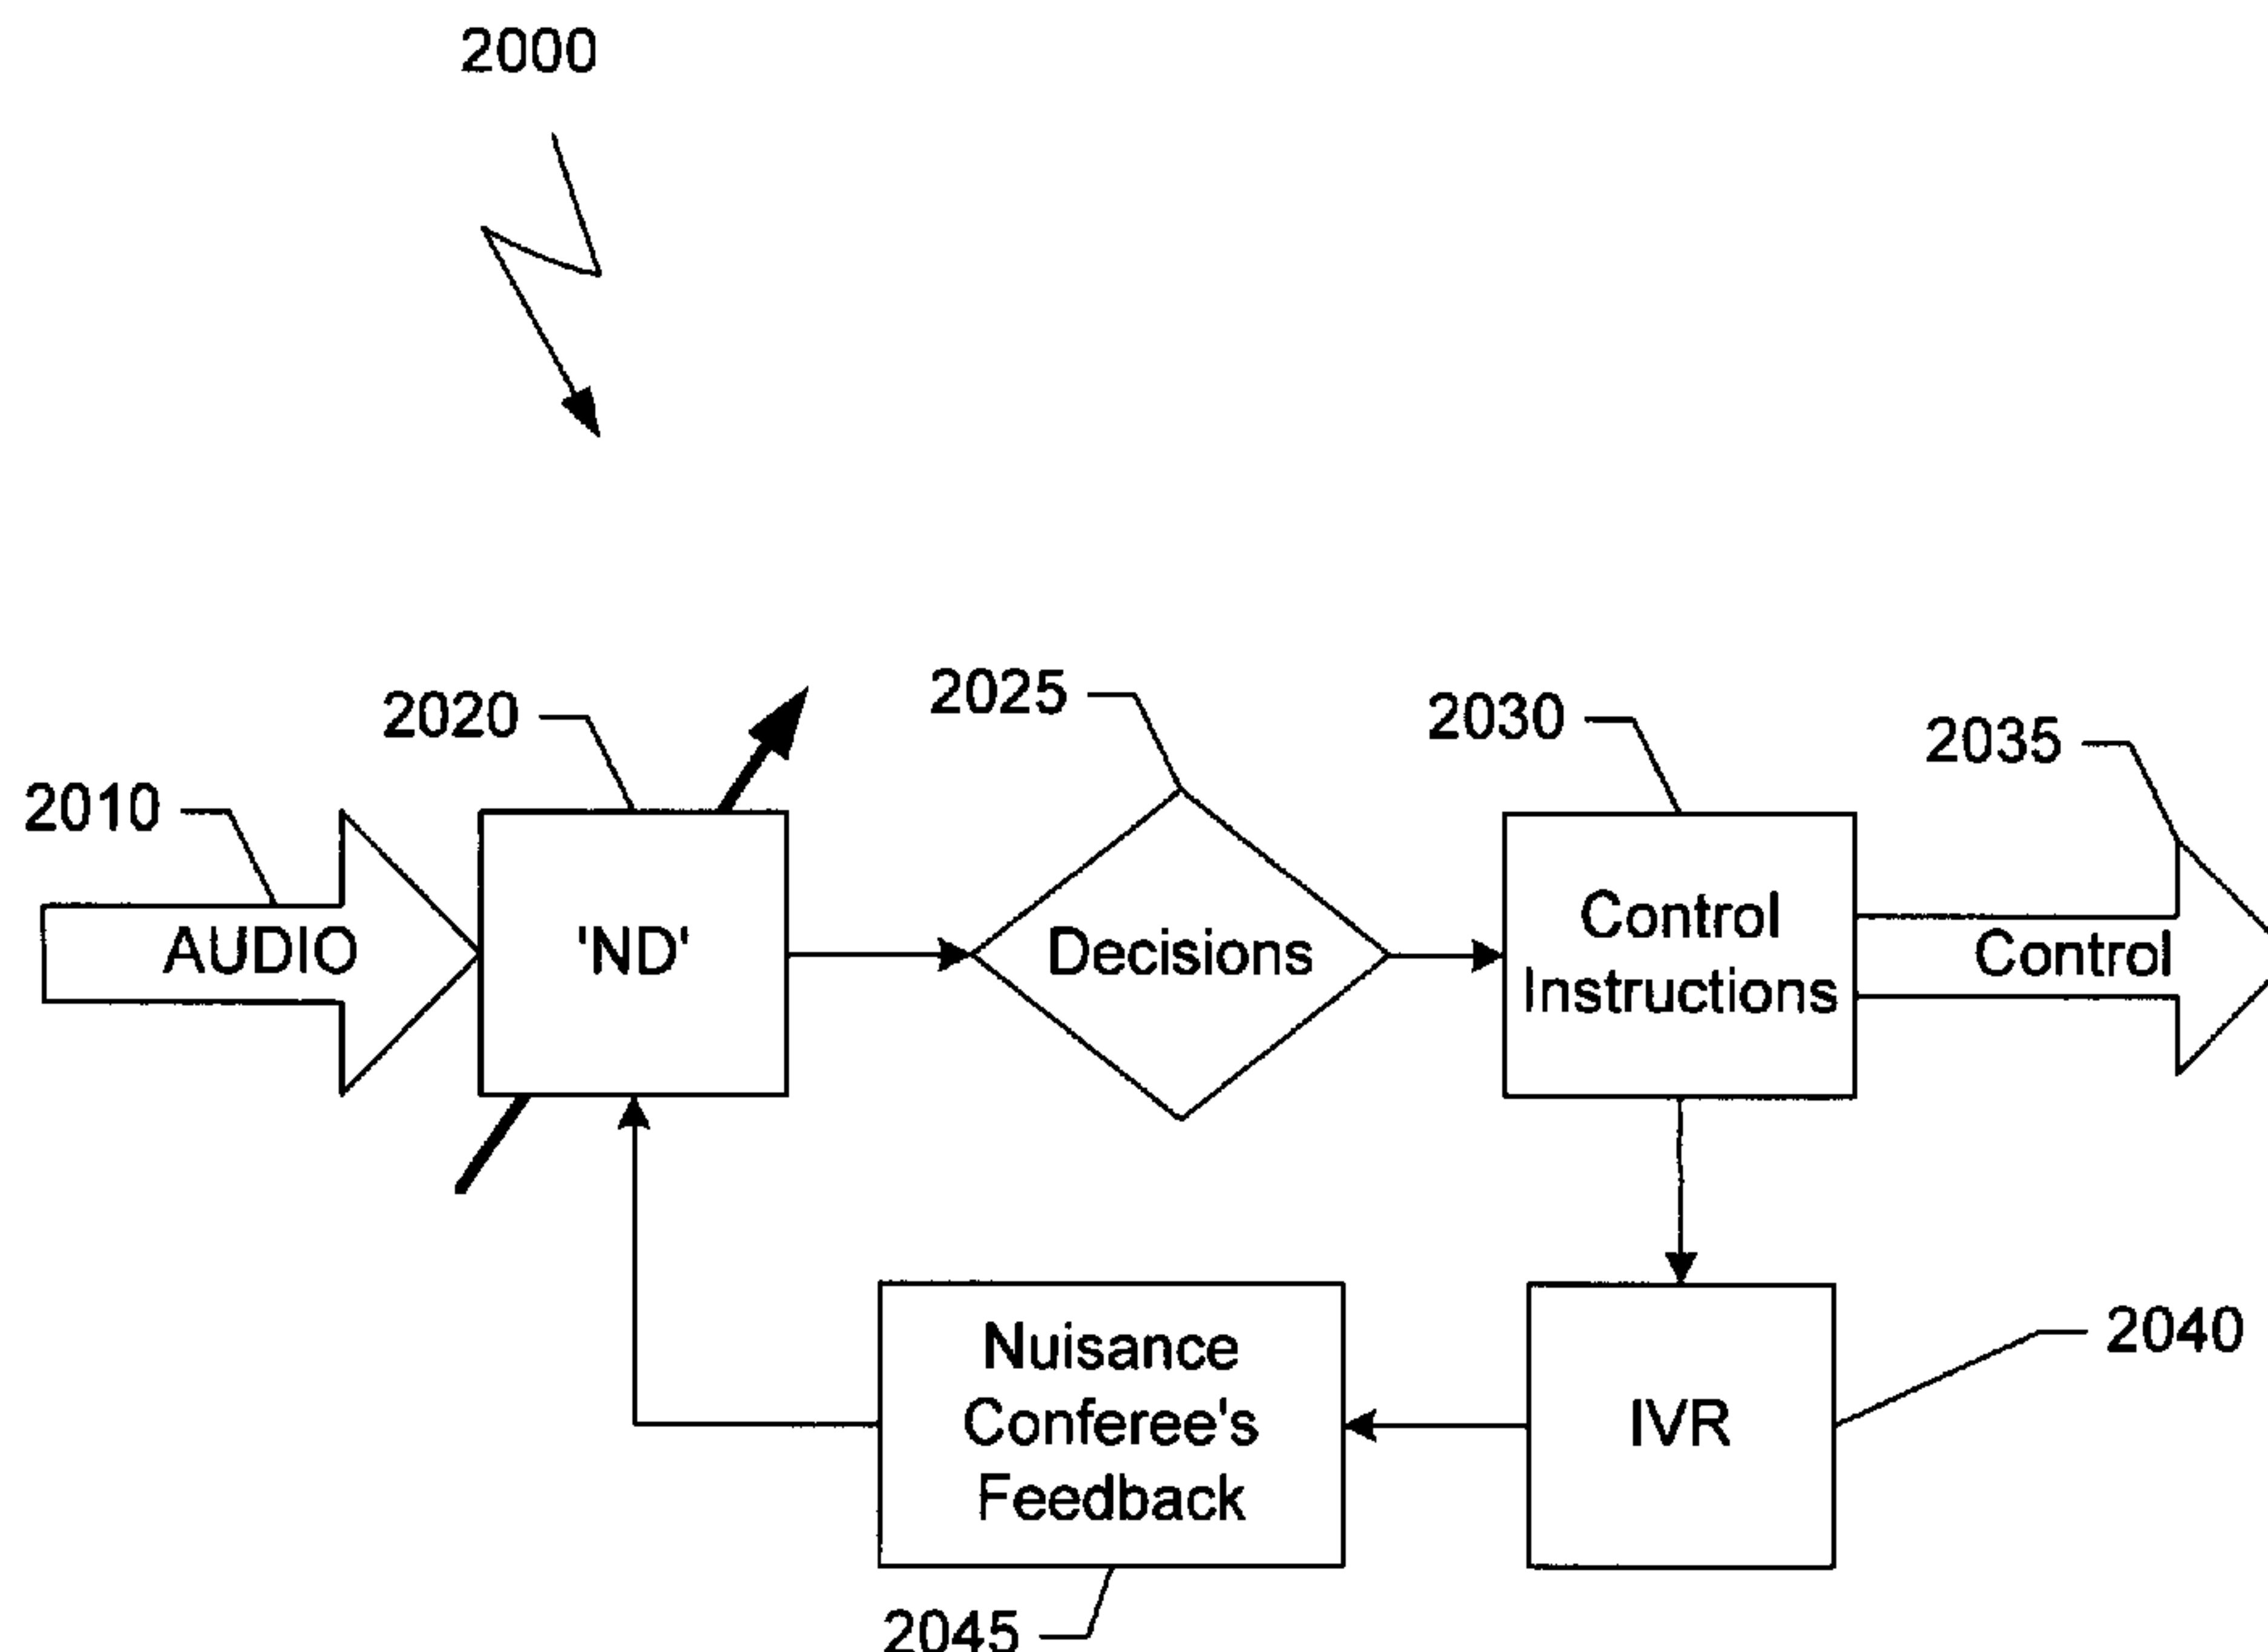 2000
2020
2025
2030
2035
2010
AUDIO
'ND'
Decisions
Control
Instructions
Control
Nuisance
Conferee's
Feedback
IVR
2040
2045